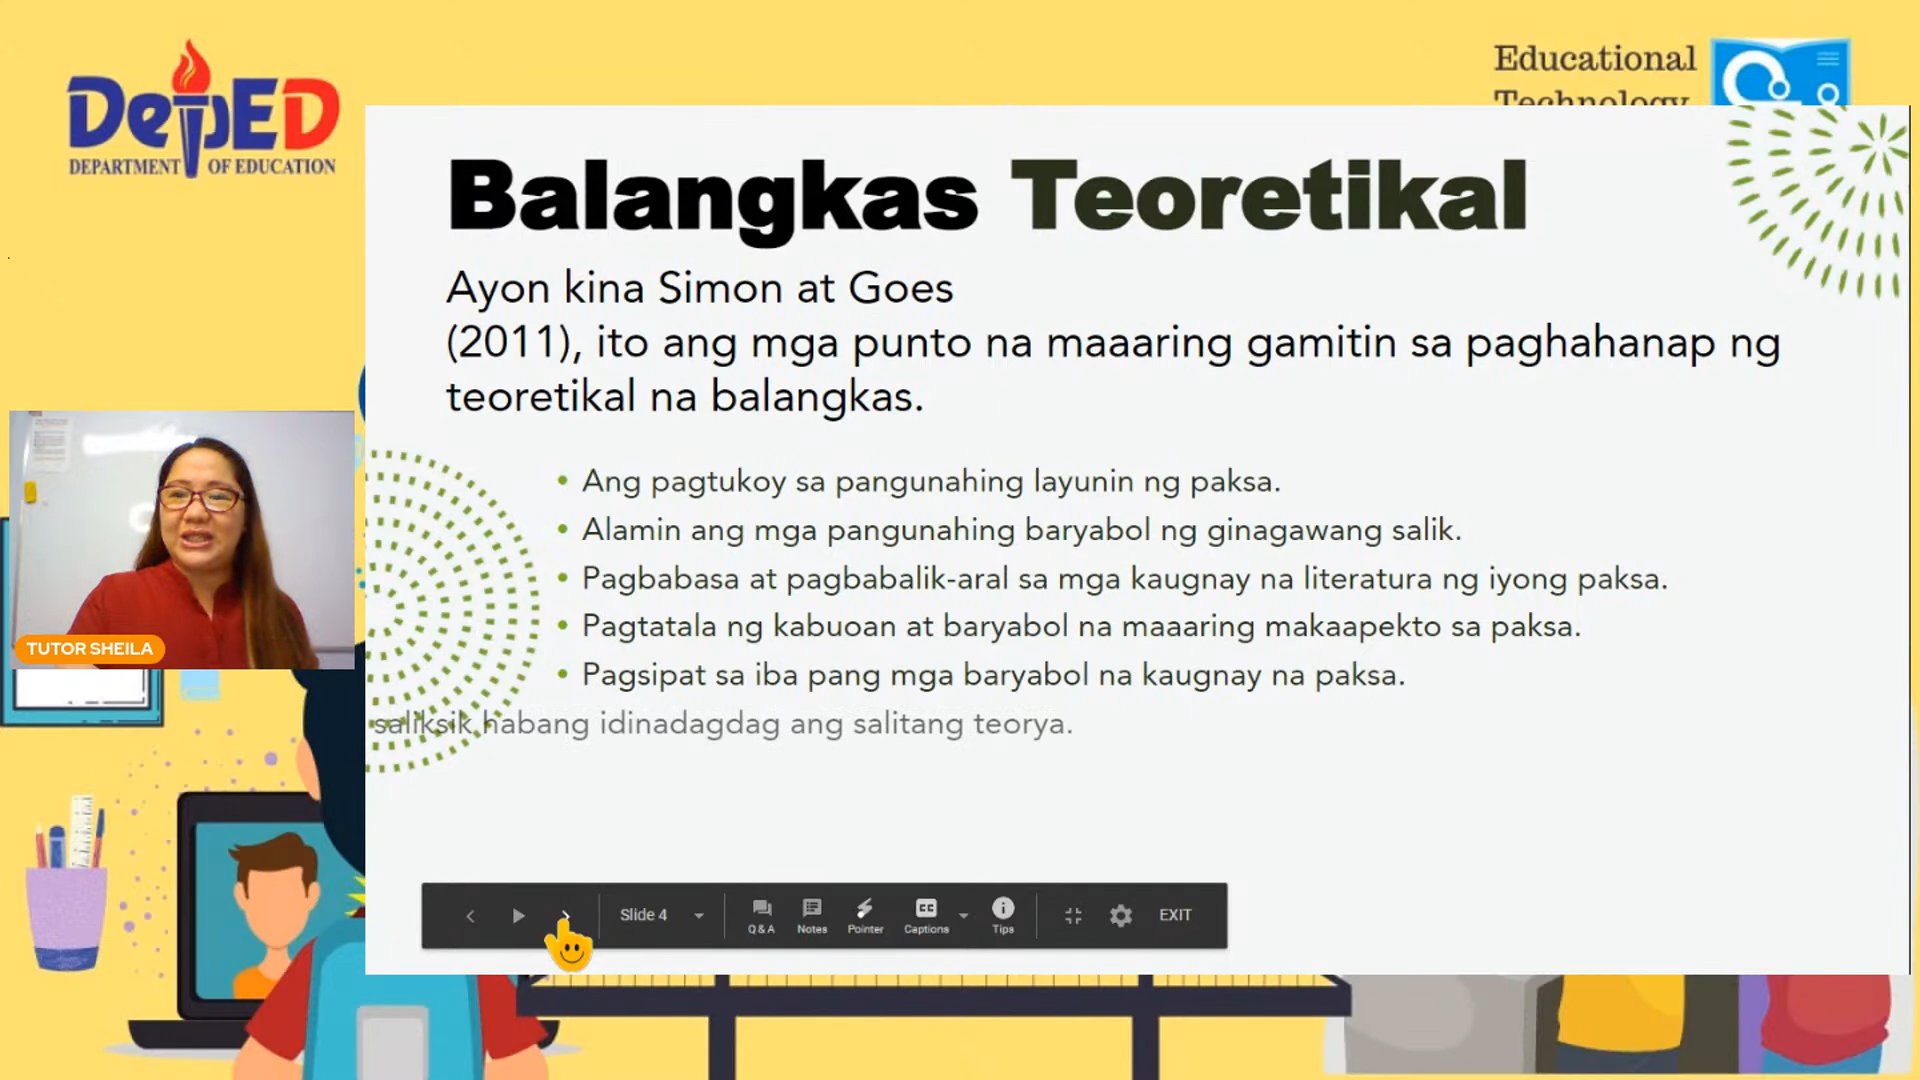 DepED
DEPARTMENT OF EDUCATION
Educational
Technology
Balangkas Teoretikal
Ayon kina Simon at Goes
(2011), ito ang mga punto na maaaring gamitin sa paghahanap ng
teoretikal na balangkas.
• Ang pagtukoy sa pangunahing layunin ng paksa.
• Alamin ang mga pangunahing baryabol ng ginagawang salik.
• Pagbabasa at pagbabalik-aral sa mga kaugnay na literatura ng iyong paksa.
• Pagtatala ng kabuoan at baryabol na maaaring makaapekto sa paksa.
• Pagsipat sa iba pang mga baryabol na kaugnay na paksa.
saliksik habang idinadagdag ang salitang teorya.
TUTOR SHEILA
Slide 4
Q & A
Notes
Pointer
CC
Captions
Tips
EXIT